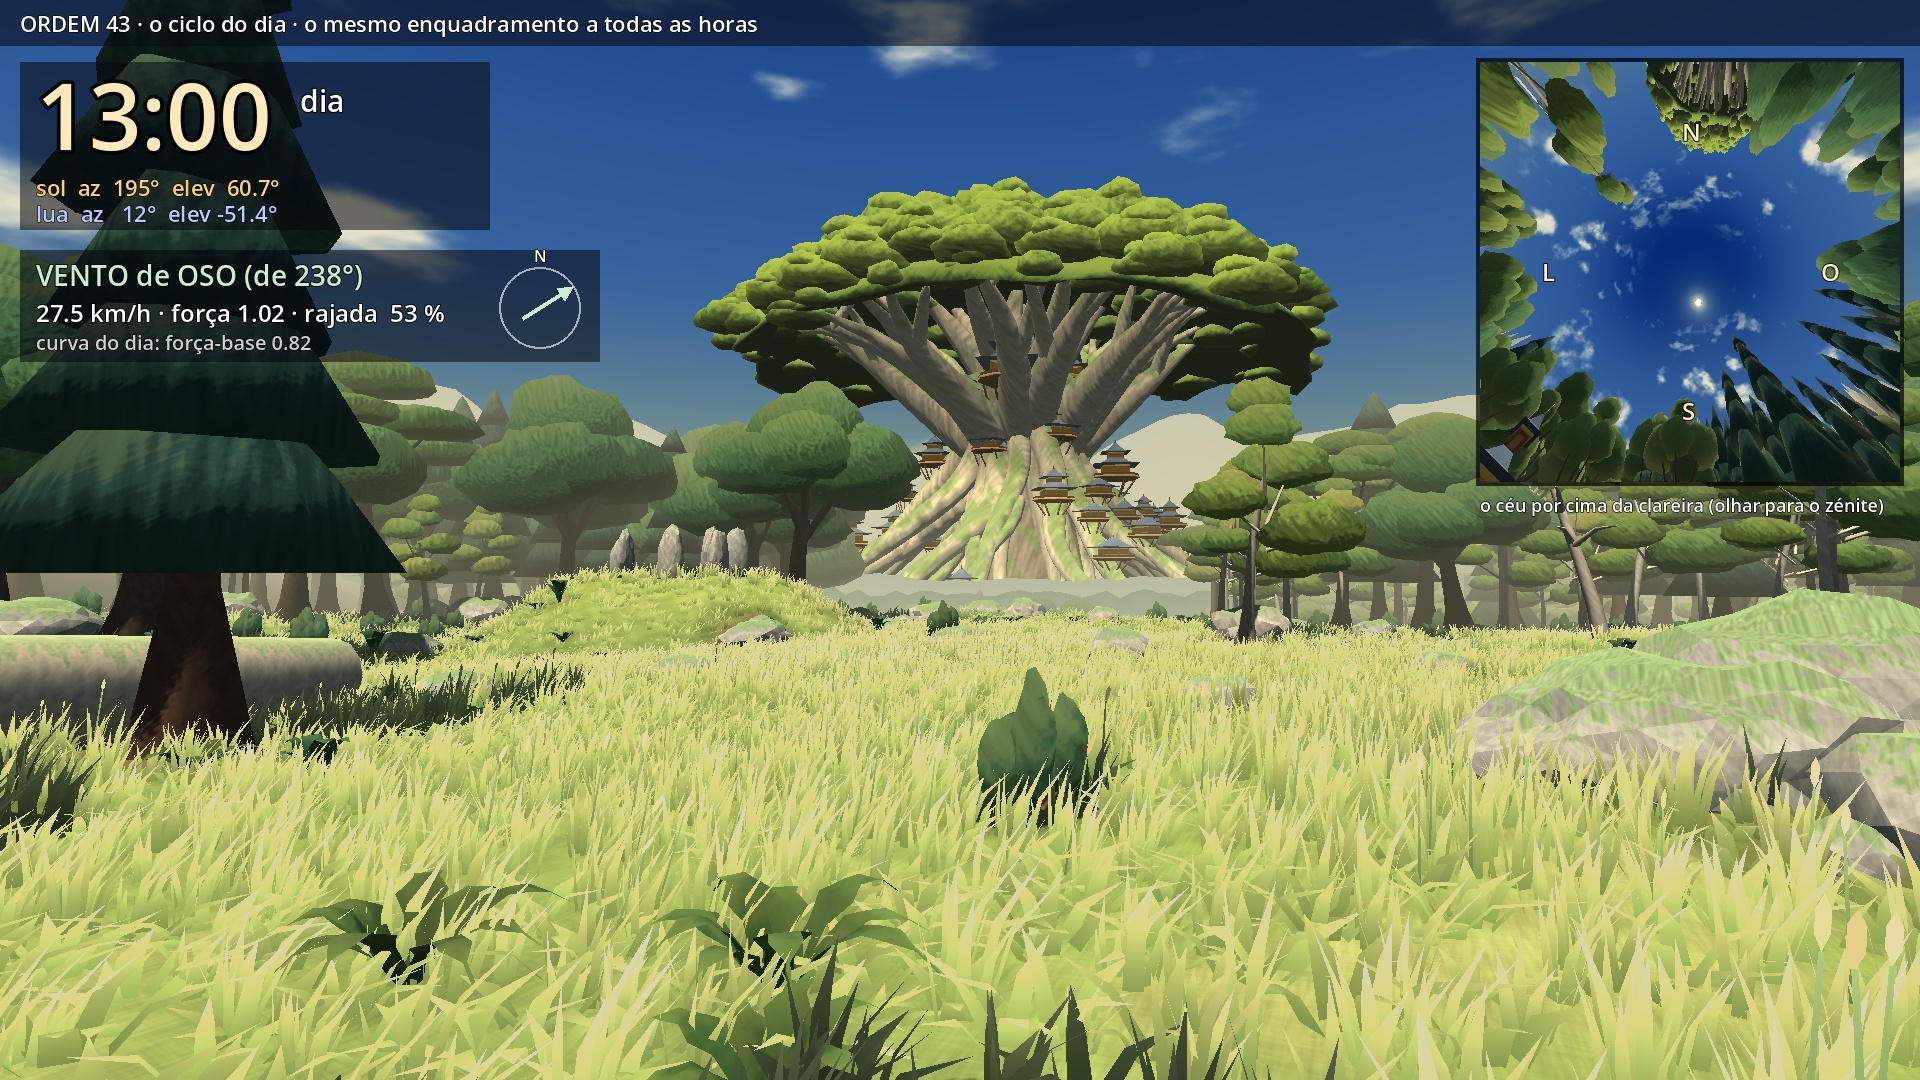 ORDEM 43 · o ciclo do dia · o mesmo enquadramento a todas as horas
13:00 dia
sol az 195° elev 60.7°
lua az 12° elev -51.4°
VENTO de OSO (de 238°)
27.5 km/h · força 1.02 · rajada 53 %
curva do dia: força-base 0.82
N
N
L
O
S
o céu por cima da clareira (olhar para o zénite)